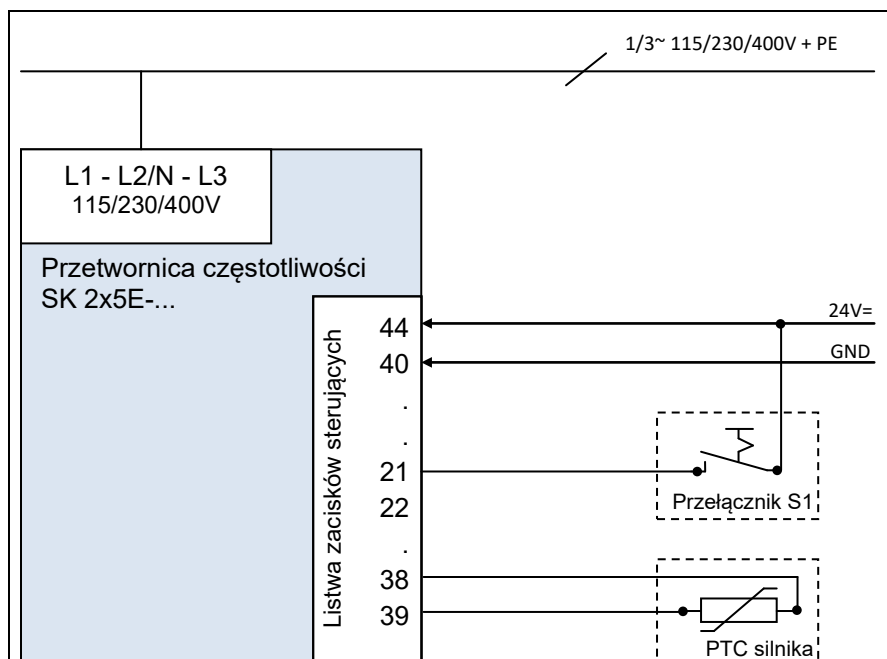 1/3~ 115/230/400V + PE
L1 - L2/N - L3
115/230/400V
Przetwornica częstotliwości
SK 2x5E-...
Listwa zacisków sterujących
44
24V=
40
GND
.
.
21
Przełącznik S1
22
.
38
39
PTC silnika